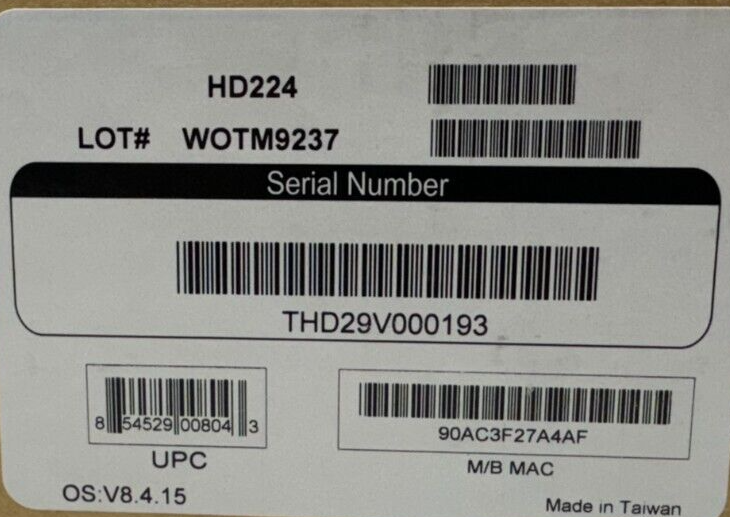 HD224
LOT# WOTM9237
Serial Number
THD29V000193
8 54529 00804 3
UPC
90AC3F27A4AF
M/B MAC
OS:V8.4.15
Made in Taiwan